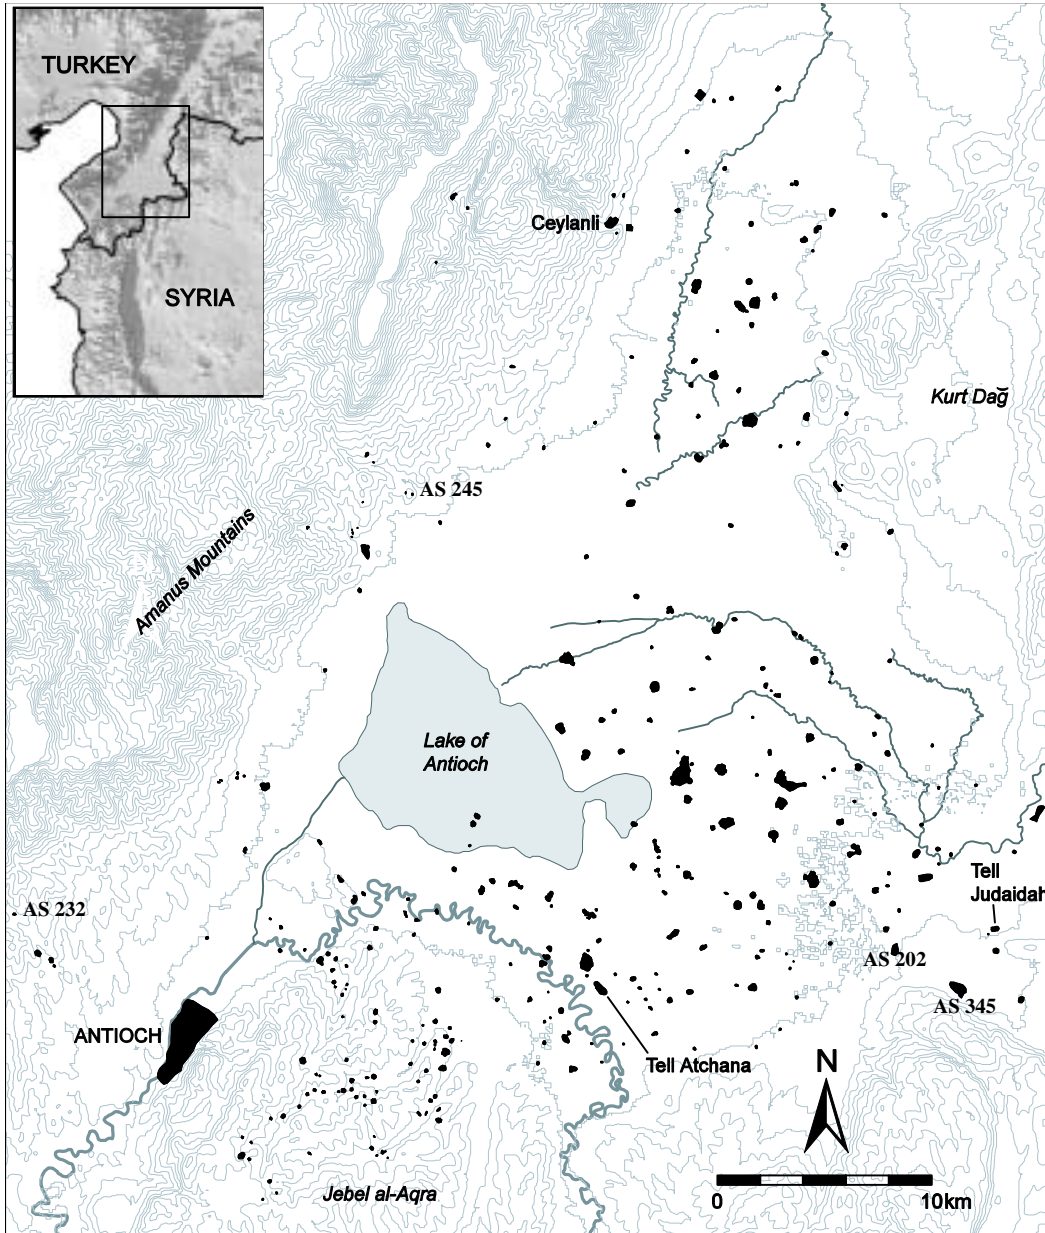 TURKEY
SYRIA
Ceylanli
Kurt Dağ
AS 245
Amanus Mountains
Lake of
Antioch
Tell
Judaidah
AS 232
AS 202
AS 345
ANTIOCH
Tell Atchana
N
Jebel al-Aqra
0 10km